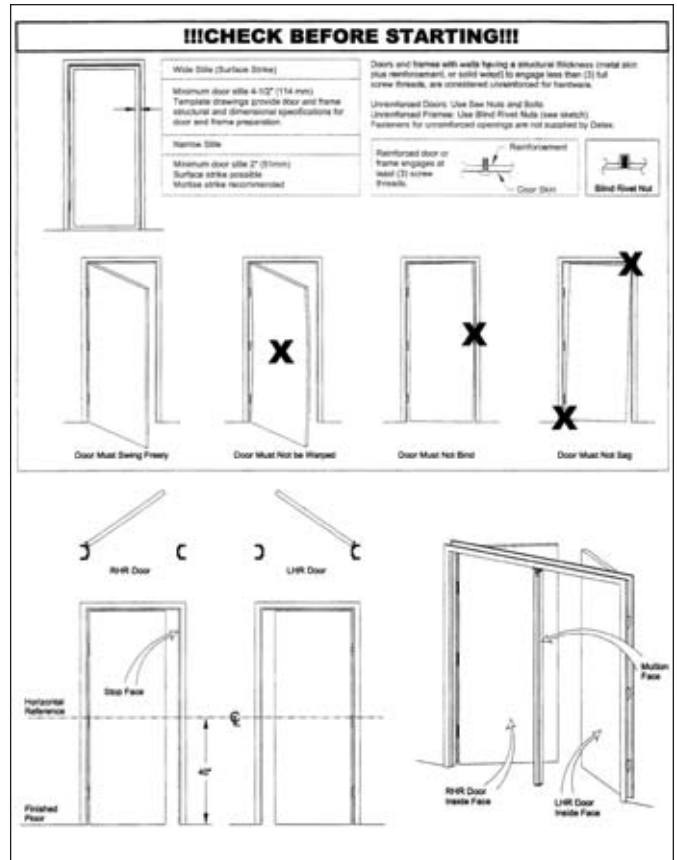 !!!CHECK BEFORE STARTING!!!
Wide Stile (Surface Strike)
Minimum door stile 4-1/2" (114 mm)
Template drawings provide door and frame
structural and dimensional specifications for
door and frame preparation.
Narrow Stile
Minimum door stile 2" (51mm)
Surface strike possible
Mortise strike recommended
Doors and frames with walls having a structural thickness (metal skin
plus reinforcement, or solid wood) to engage less than (3) full
screw threads, are considered unreinforced for hardware.
Unreinforced Doors: Use Sex Nuts and Bolts
Unreinforced Frames: Use Blind Rivet Nuts (see sketch)
Fasteners for unreinforced openings are not supplied by Detex.
Reinforced door or
frame engages at
least (3) screw
threads.
Reinforcement
Door Skin
Blind Rivet Nut
X
X
X
X
Door Must Swing Freely
Door Must Not be Warped
Door Must Not Bind
Door Must Not Sag
RHR Door
LHR Door
Stop Face
Horizontal
Reference
℄
40"
Finished
Floor
Mullion
Face
RHR Door
Inside Face
LHR Door
Inside Face